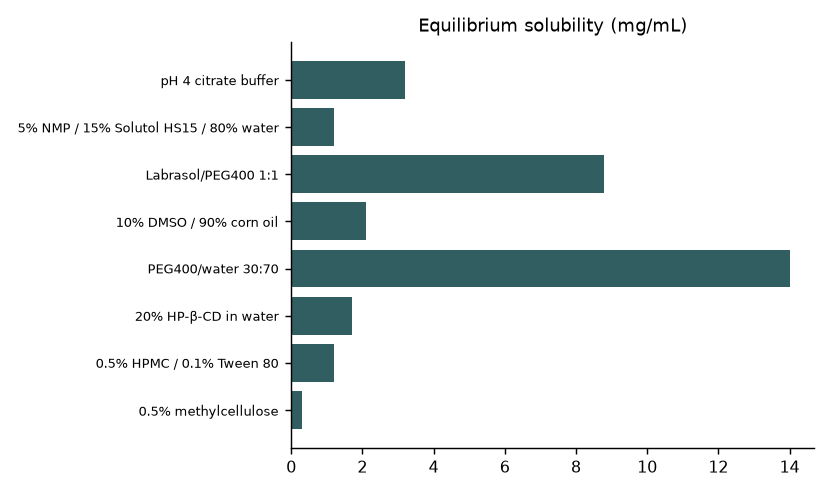 Equilibrium solubility (mg/mL)
pH 4 citrate buffer
5% NMP / 15% Solutol HS15 / 80% water
Labrasol/PEG400 1:1
10% DMSO / 90% corn oil
PEG400/water 30:70
20% HP-β-CD in water
0.5% HPMC / 0.1% Tween 80
0.5% methylcellulose
0 2 4 6 8 10 12 14